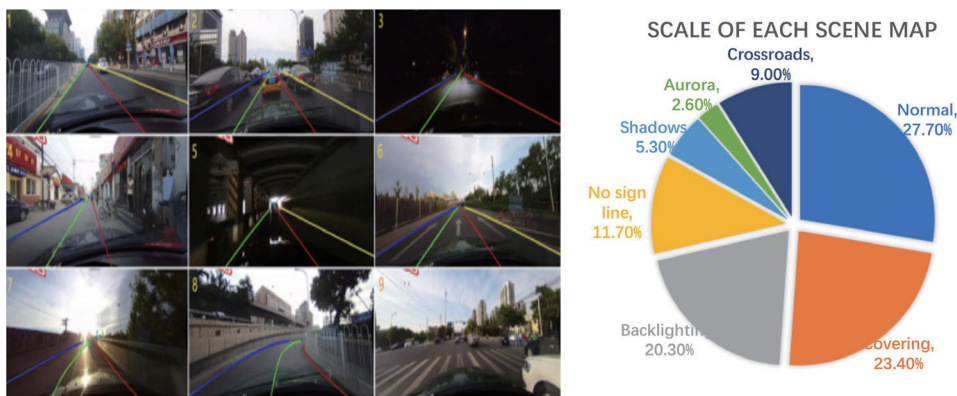 1
2
3
5
6
7
8
9
SCALE OF EACH SCENE MAP
Crossroads,
9.00%
Aurora,
2.60%
Shadows
5.30%
No sign
line,
11.70%
Backlighting
20.30%
Covering,
23.40%
Normal,
27.70%